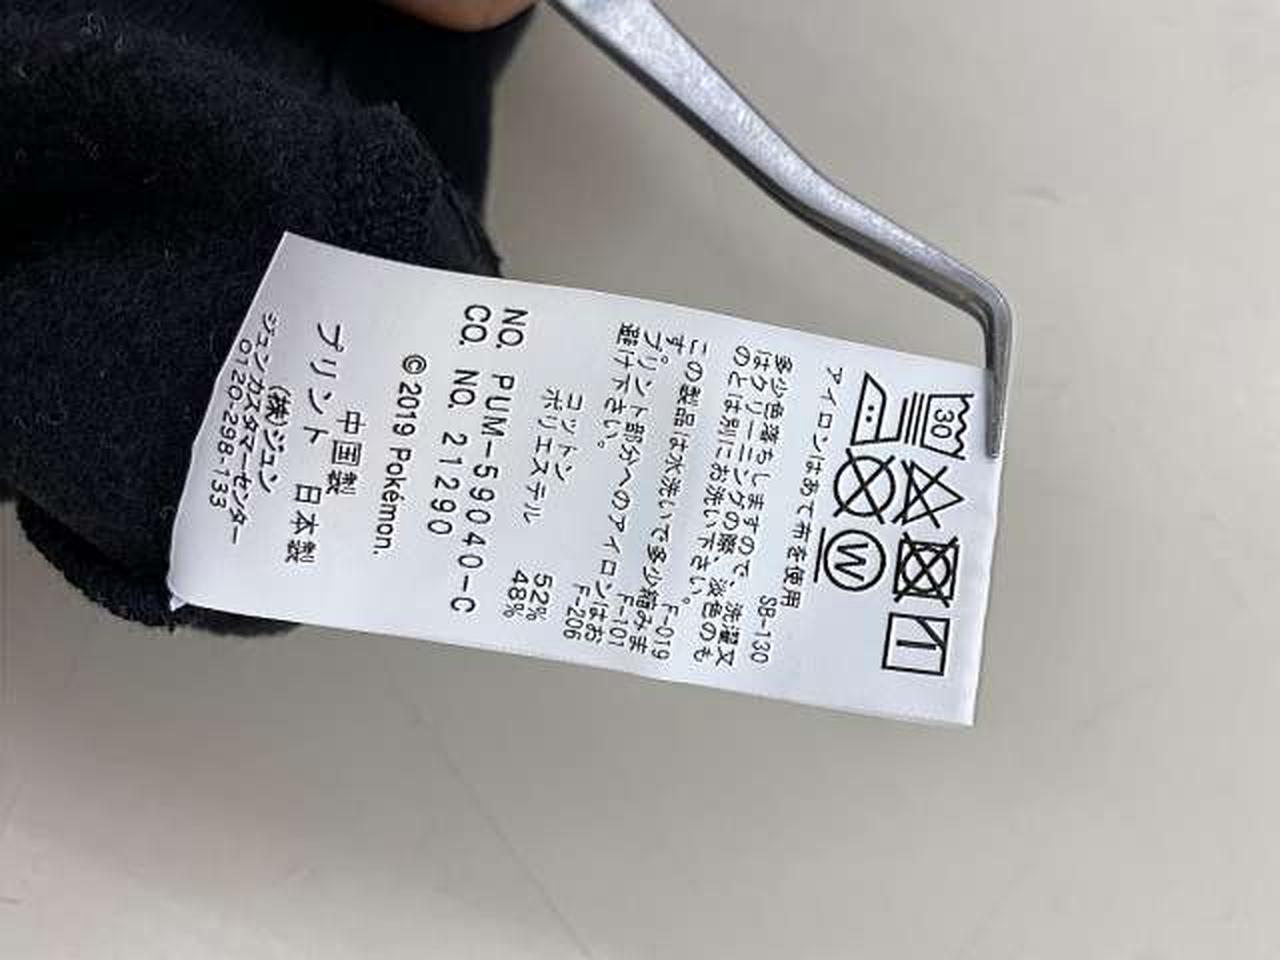 30
W
アイロンはあて布を使用
SB-130
多少色落ちしますので、洗濯又
はクリーニングの際、淡色のも
のとは別にお洗い下さい。
F-019
この製品は水洗いで多少縮みま
す。
F-101
プリント部分へのアイロンはお
避け下さい。
F-206
コットン 52%
ポリエステル 48%
NO. PUM-59040-C
CO. NO. 21290
© 2019 Pokémon.
中国製
プリント 日本製
(株)ジュン
ジュンカスタマーセンター
0120-298-133